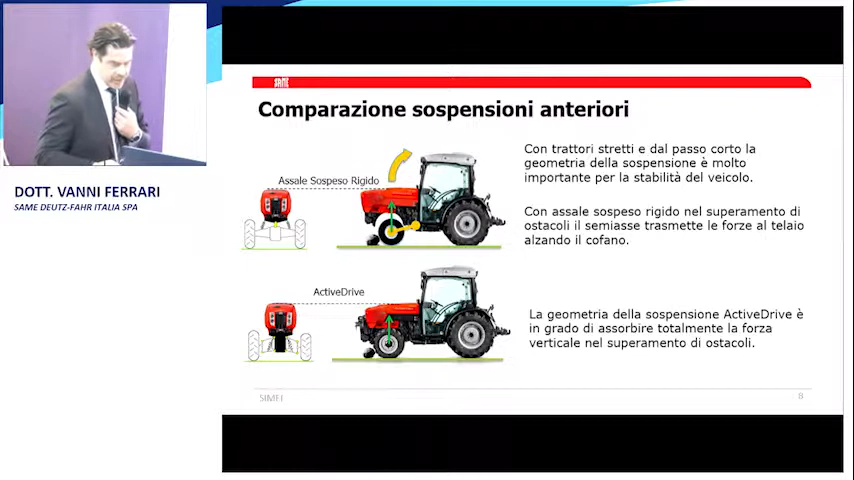 SAME
Comparazione sospensioni anteriori
Assale Sospeso Rigido
Con trattori stretti e dal passo corto la
geometria della sospensione è molto
importante per la stabilità del veicolo.
Con assale sospeso rigido nel superamento di
ostacoli il semiasse trasmette le forze al telaio
alzando il cofano.
ActiveDrive
La geometria della sospensione ActiveDrive è
in grado di assorbire totalmente la forza
verticale nel superamento di ostacoli.
SIMEI
8
DOTT. VANNI FERRARI
SAME DEUTZ-FAHR ITALIA SPA